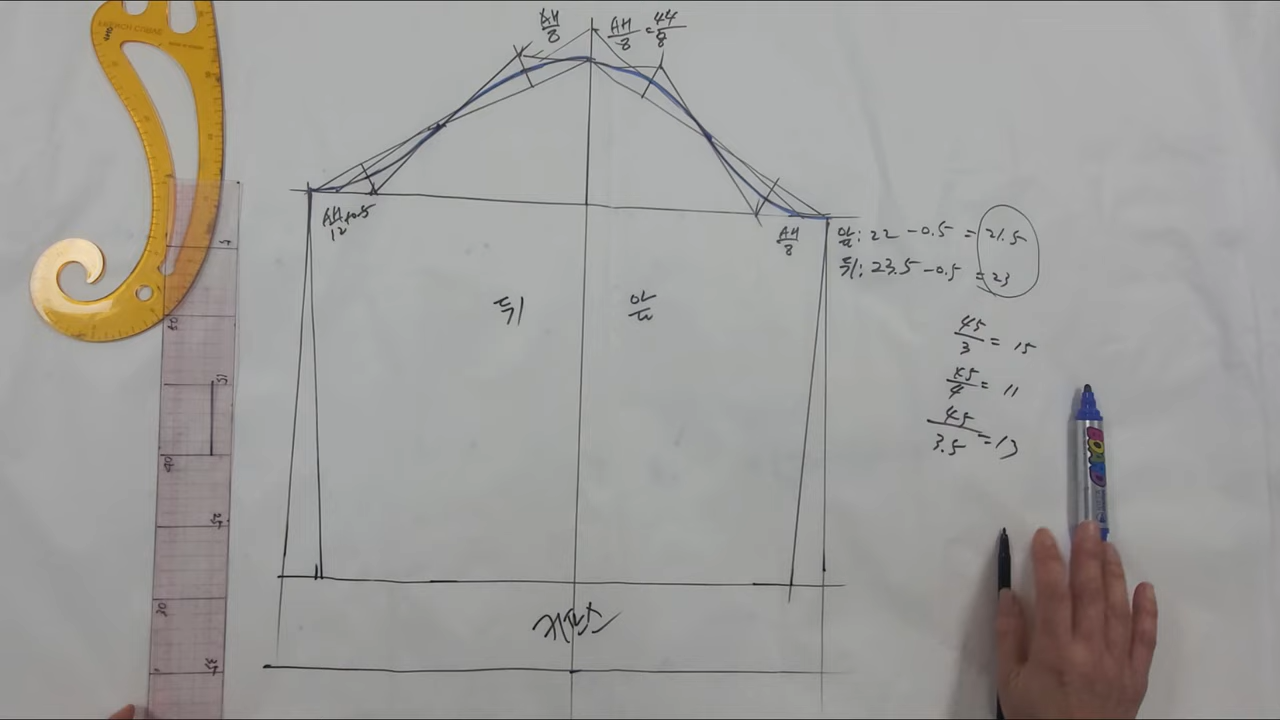 AH/8
AH/8 = 44/8
AH/12 +0.5
AH/8
앞: 22 - 0.5 = 21.5
뒤: 23.5 - 0.5 = 23
뒤
앞
45/3 = 15
45/4 = 11
45/3.5 = 13
커프스